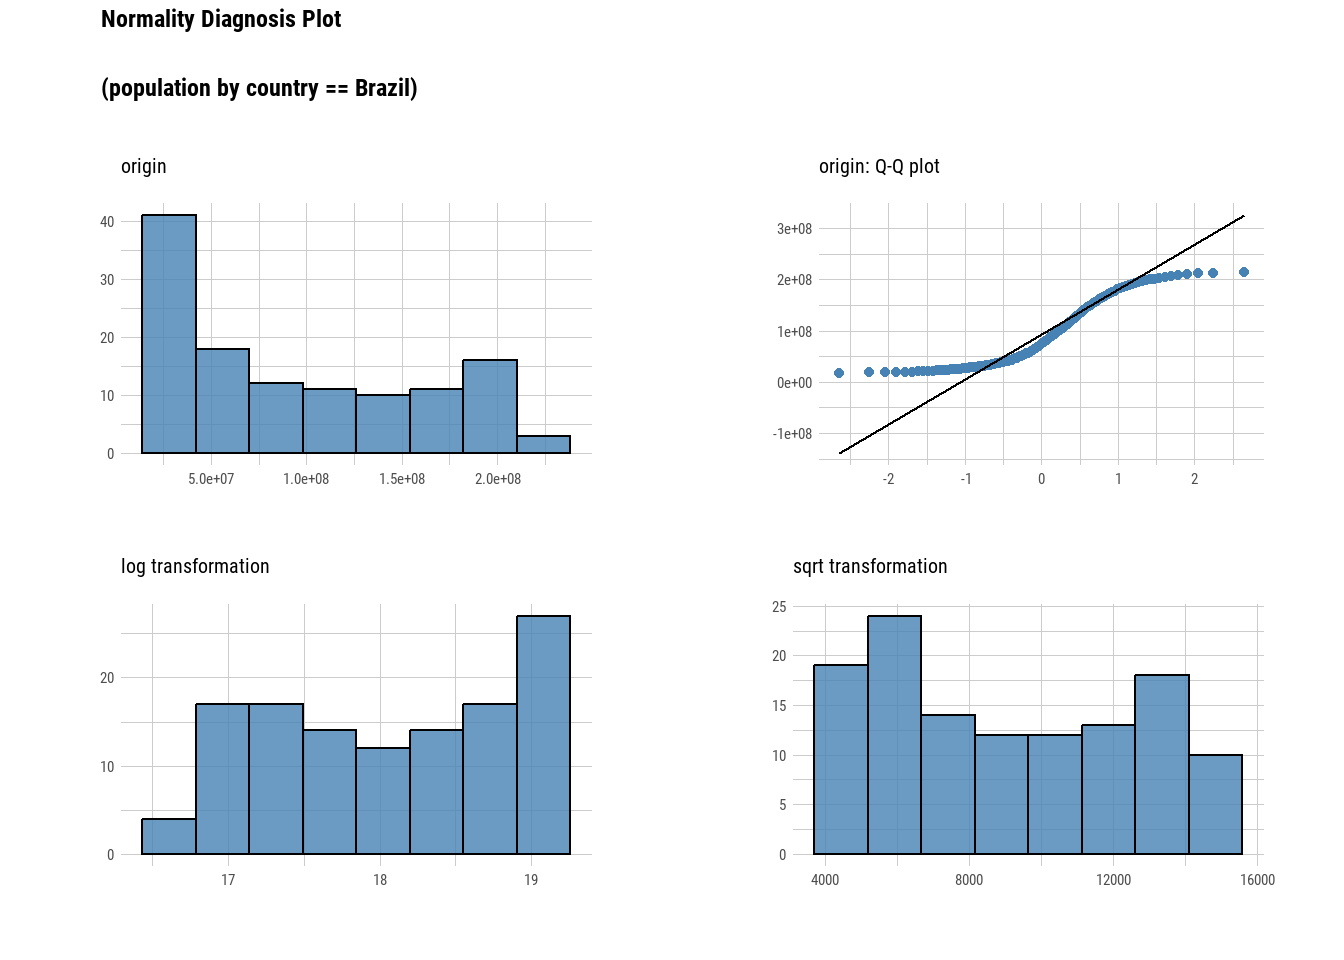 Normality Diagnosis Plot
(population by country == Brazil)
origin
40
30
20
10
0
5.0e+07 1.0e+08 1.5e+08 2.0e+08
origin: Q-Q plot
3e+08
2e+08
1e+08
0e+00
-1e+08
-2 -1 0 1 2
log transformation
20
10
0
17 18 19
sqrt transformation
25
20
15
10
5
0
4000 8000 12000 16000